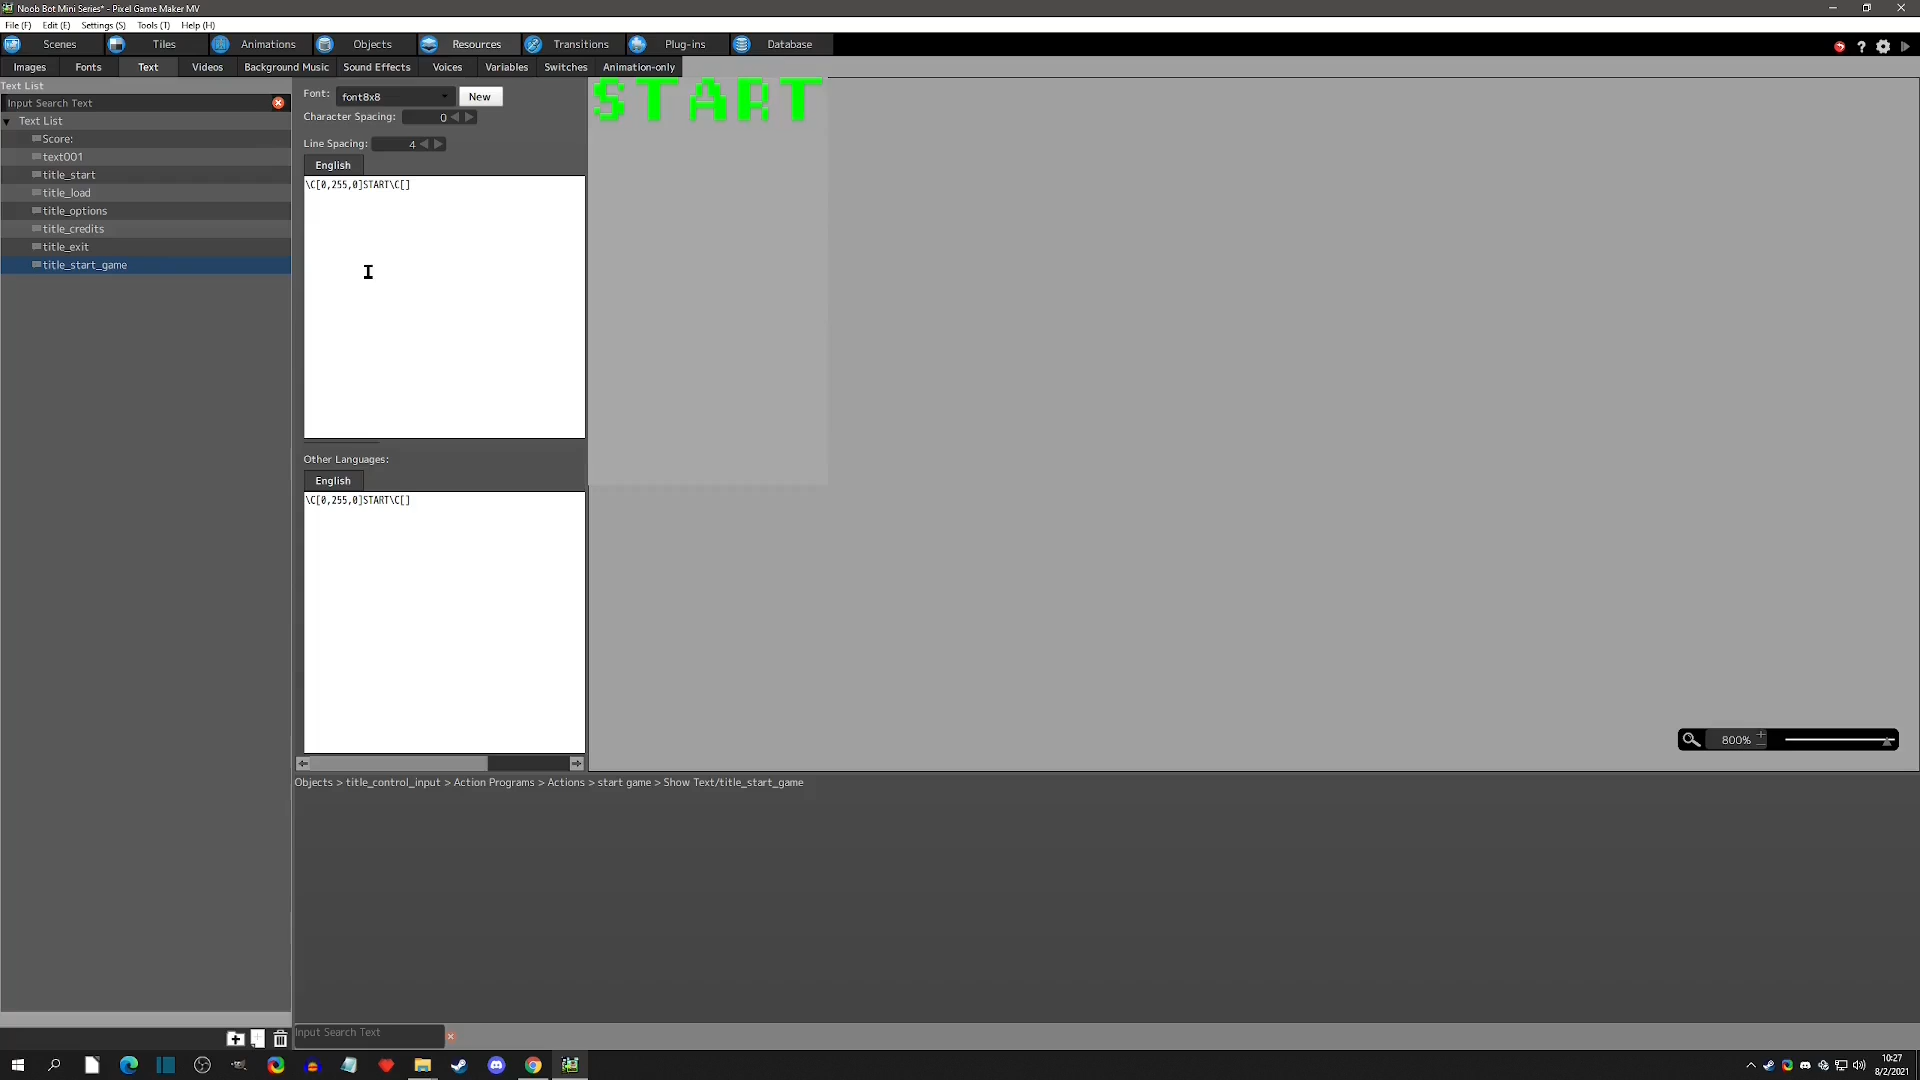 Noob Bot Mini Series* - Pixel Game Maker MV
File (F) Edit (E) Settings (S) Tools (T) Help (H)
Scenes Tiles Animations Objects Resources Transitions Plug-ins Database
Images Fonts Text Videos Background Music Sound Effects Voices Variables Switches Animation-only
Text List
Input Search Text
Text List
Score:
text001
title_start
title_load
title_options
title_credits
title_exit
title_start_game
Font: font8x8 New
Character Spacing: 0
Line Spacing: 4
English
\C[0,255,0]START\C[]
Other Languages:
English
\C[0,255,0]START\C[]
START
800%
Objects > title_control_input > Action Programs > Actions > start game > Show Text/title_start_game
Input Search Text
10:27
8/2/2021